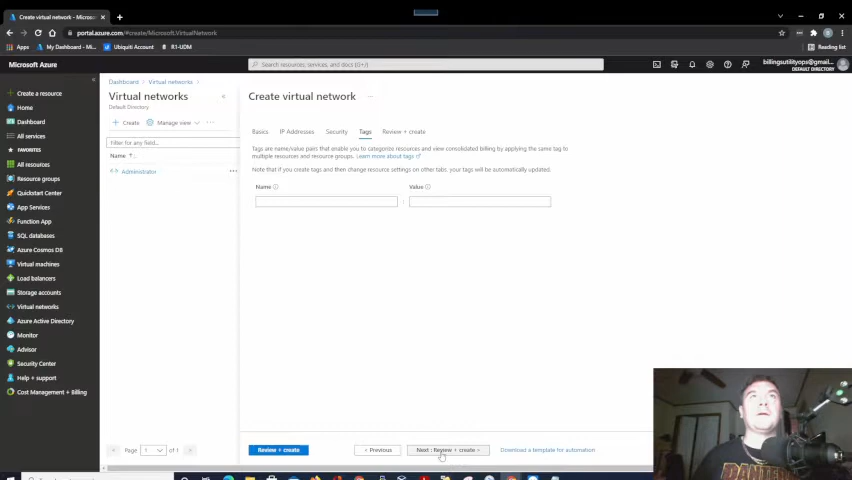 Create virtual network - Micros
portal.azure.com/#create/Microsoft.VirtualNetwork
Apps
My Dashboard - Mi...
Ubiquiti Account
R1-UDM
Reading list
Microsoft Azure
Search resources, services, and docs (G+/)
billingsutilityops@gmail....
DEFAULT DIRECTORY
Create a resource
Home
Dashboard
All services
FAVORITES
All resources
Resource groups
Quickstart Center
App Services
Function App
SQL databases
Azure Cosmos DB
Virtual machines
Load balancers
Storage accounts
Virtual networks
Azure Active Directory
Monitor
Advisor
Security Center
Help + support
Cost Management + Billing
Dashboard > Virtual networks >
Virtual networks
Default Directory
Create
Manage view
Filter for any field...
Name
Administrator
Page 1 of 1
Create virtual network
Basics
IP Addresses
Security
Tags
Review + create
Tags are name/value pairs that enable you to categorize resources and view consolidated billing by applying the same tag to
multiple resources and resource groups. Learn more about tags
Note that if you create tags and then change resource settings on other tabs, your tags will be automatically updated.
Name
Value
:
Review + create
< Previous
Next : Review + create >
Download a template for automation